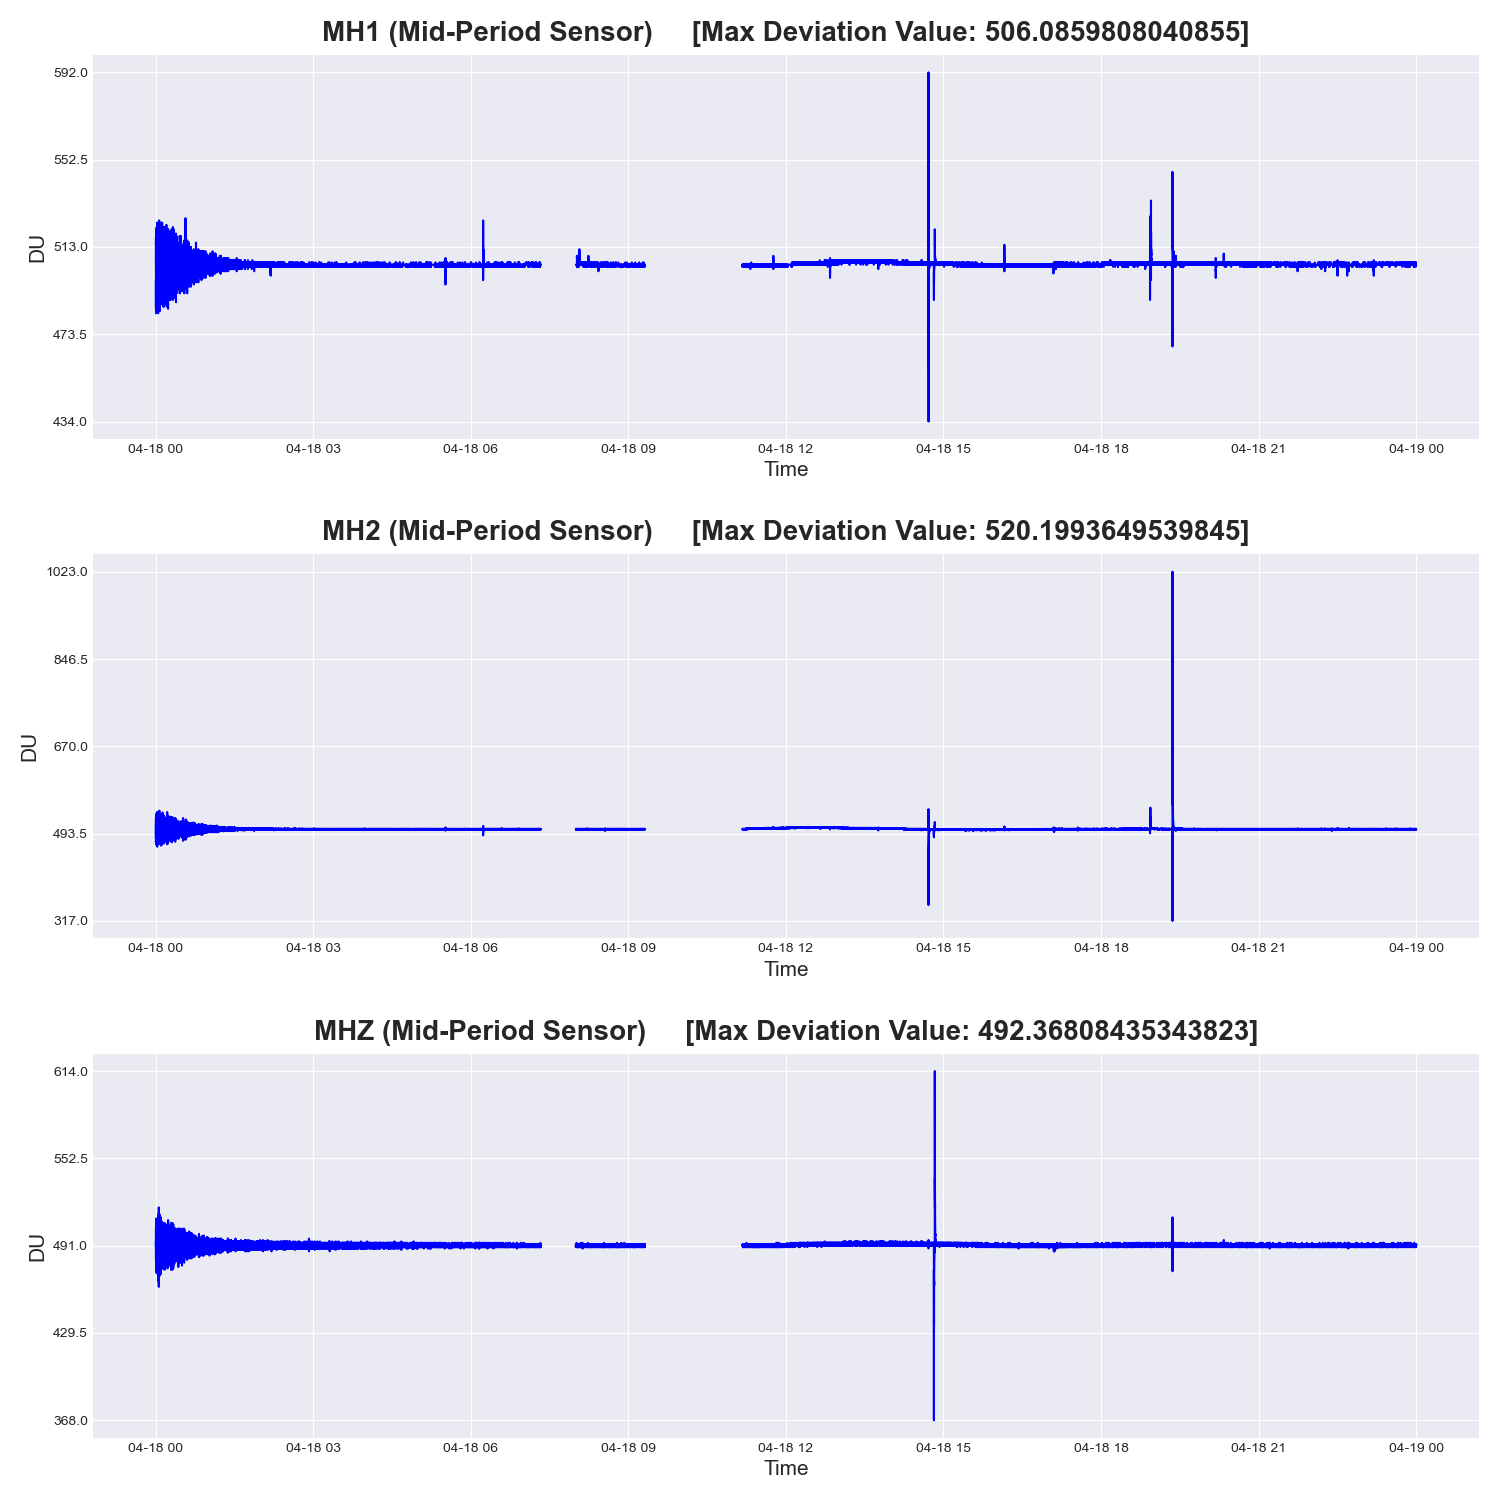 MH1 (Mid-Period Sensor) [Max Deviation Value: 506.0859808040855]
592.0
552.5
513.0
473.5
434.0
DU
04-18 00 04-18 03 04-18 06 04-18 09 04-18 12 04-18 15 04-18 18 04-18 21 04-19 00
Time
MH2 (Mid-Period Sensor) [Max Deviation Value: 520.1993649539845]
1023.0
846.5
670.0
493.5
317.0
DU
04-18 00 04-18 03 04-18 06 04-18 09 04-18 12 04-18 15 04-18 18 04-18 21 04-19 00
Time
MHZ (Mid-Period Sensor) [Max Deviation Value: 492.36808435343823]
614.0
552.5
491.0
429.5
368.0
DU
04-18 00 04-18 03 04-18 06 04-18 09 04-18 12 04-18 15 04-18 18 04-18 21 04-19 00
Time